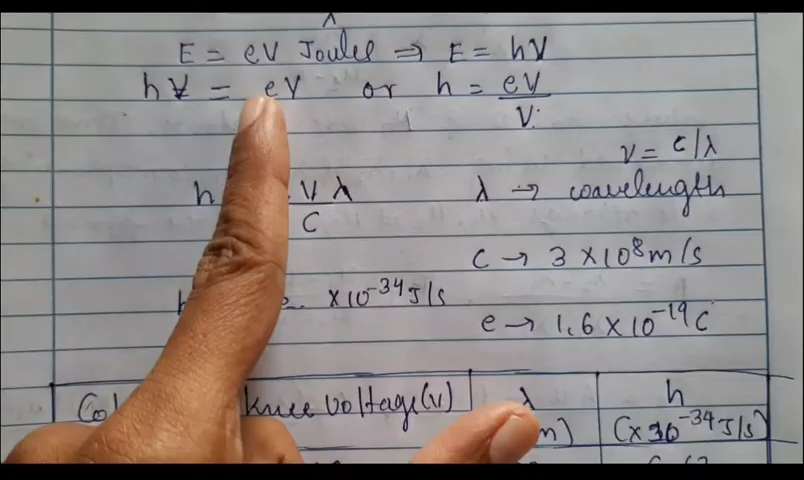 λ
E = eV Joules ⇒ E = hν
hν = eV or h = eV/ν
ν = c/λ
h Vλ/C λ → wavelength
C → 3 × 10⁸ m/s
×10⁻³⁴ J/s
e → 1.6 × 10⁻¹⁹ C
Knee Voltage (V) λ h
m) (×10⁻³⁴ J/s)